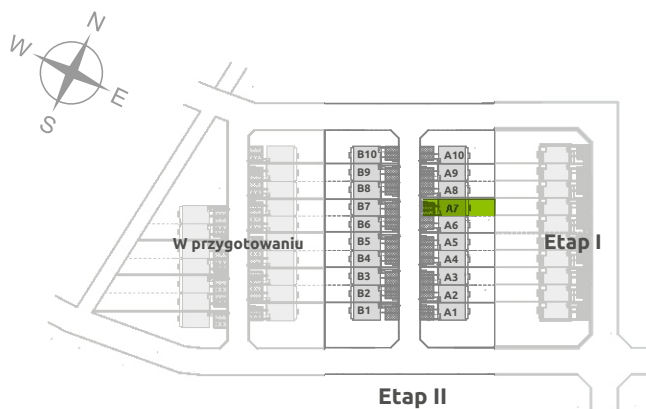 N
W
E
S
B10
B9
B8
B7
B6
B5
B4
B3
B2
B1
A10
A9
A8
A7
A6
A5
A4
A3
A2
A1
W przygotowaniu
Etap I
Etap II